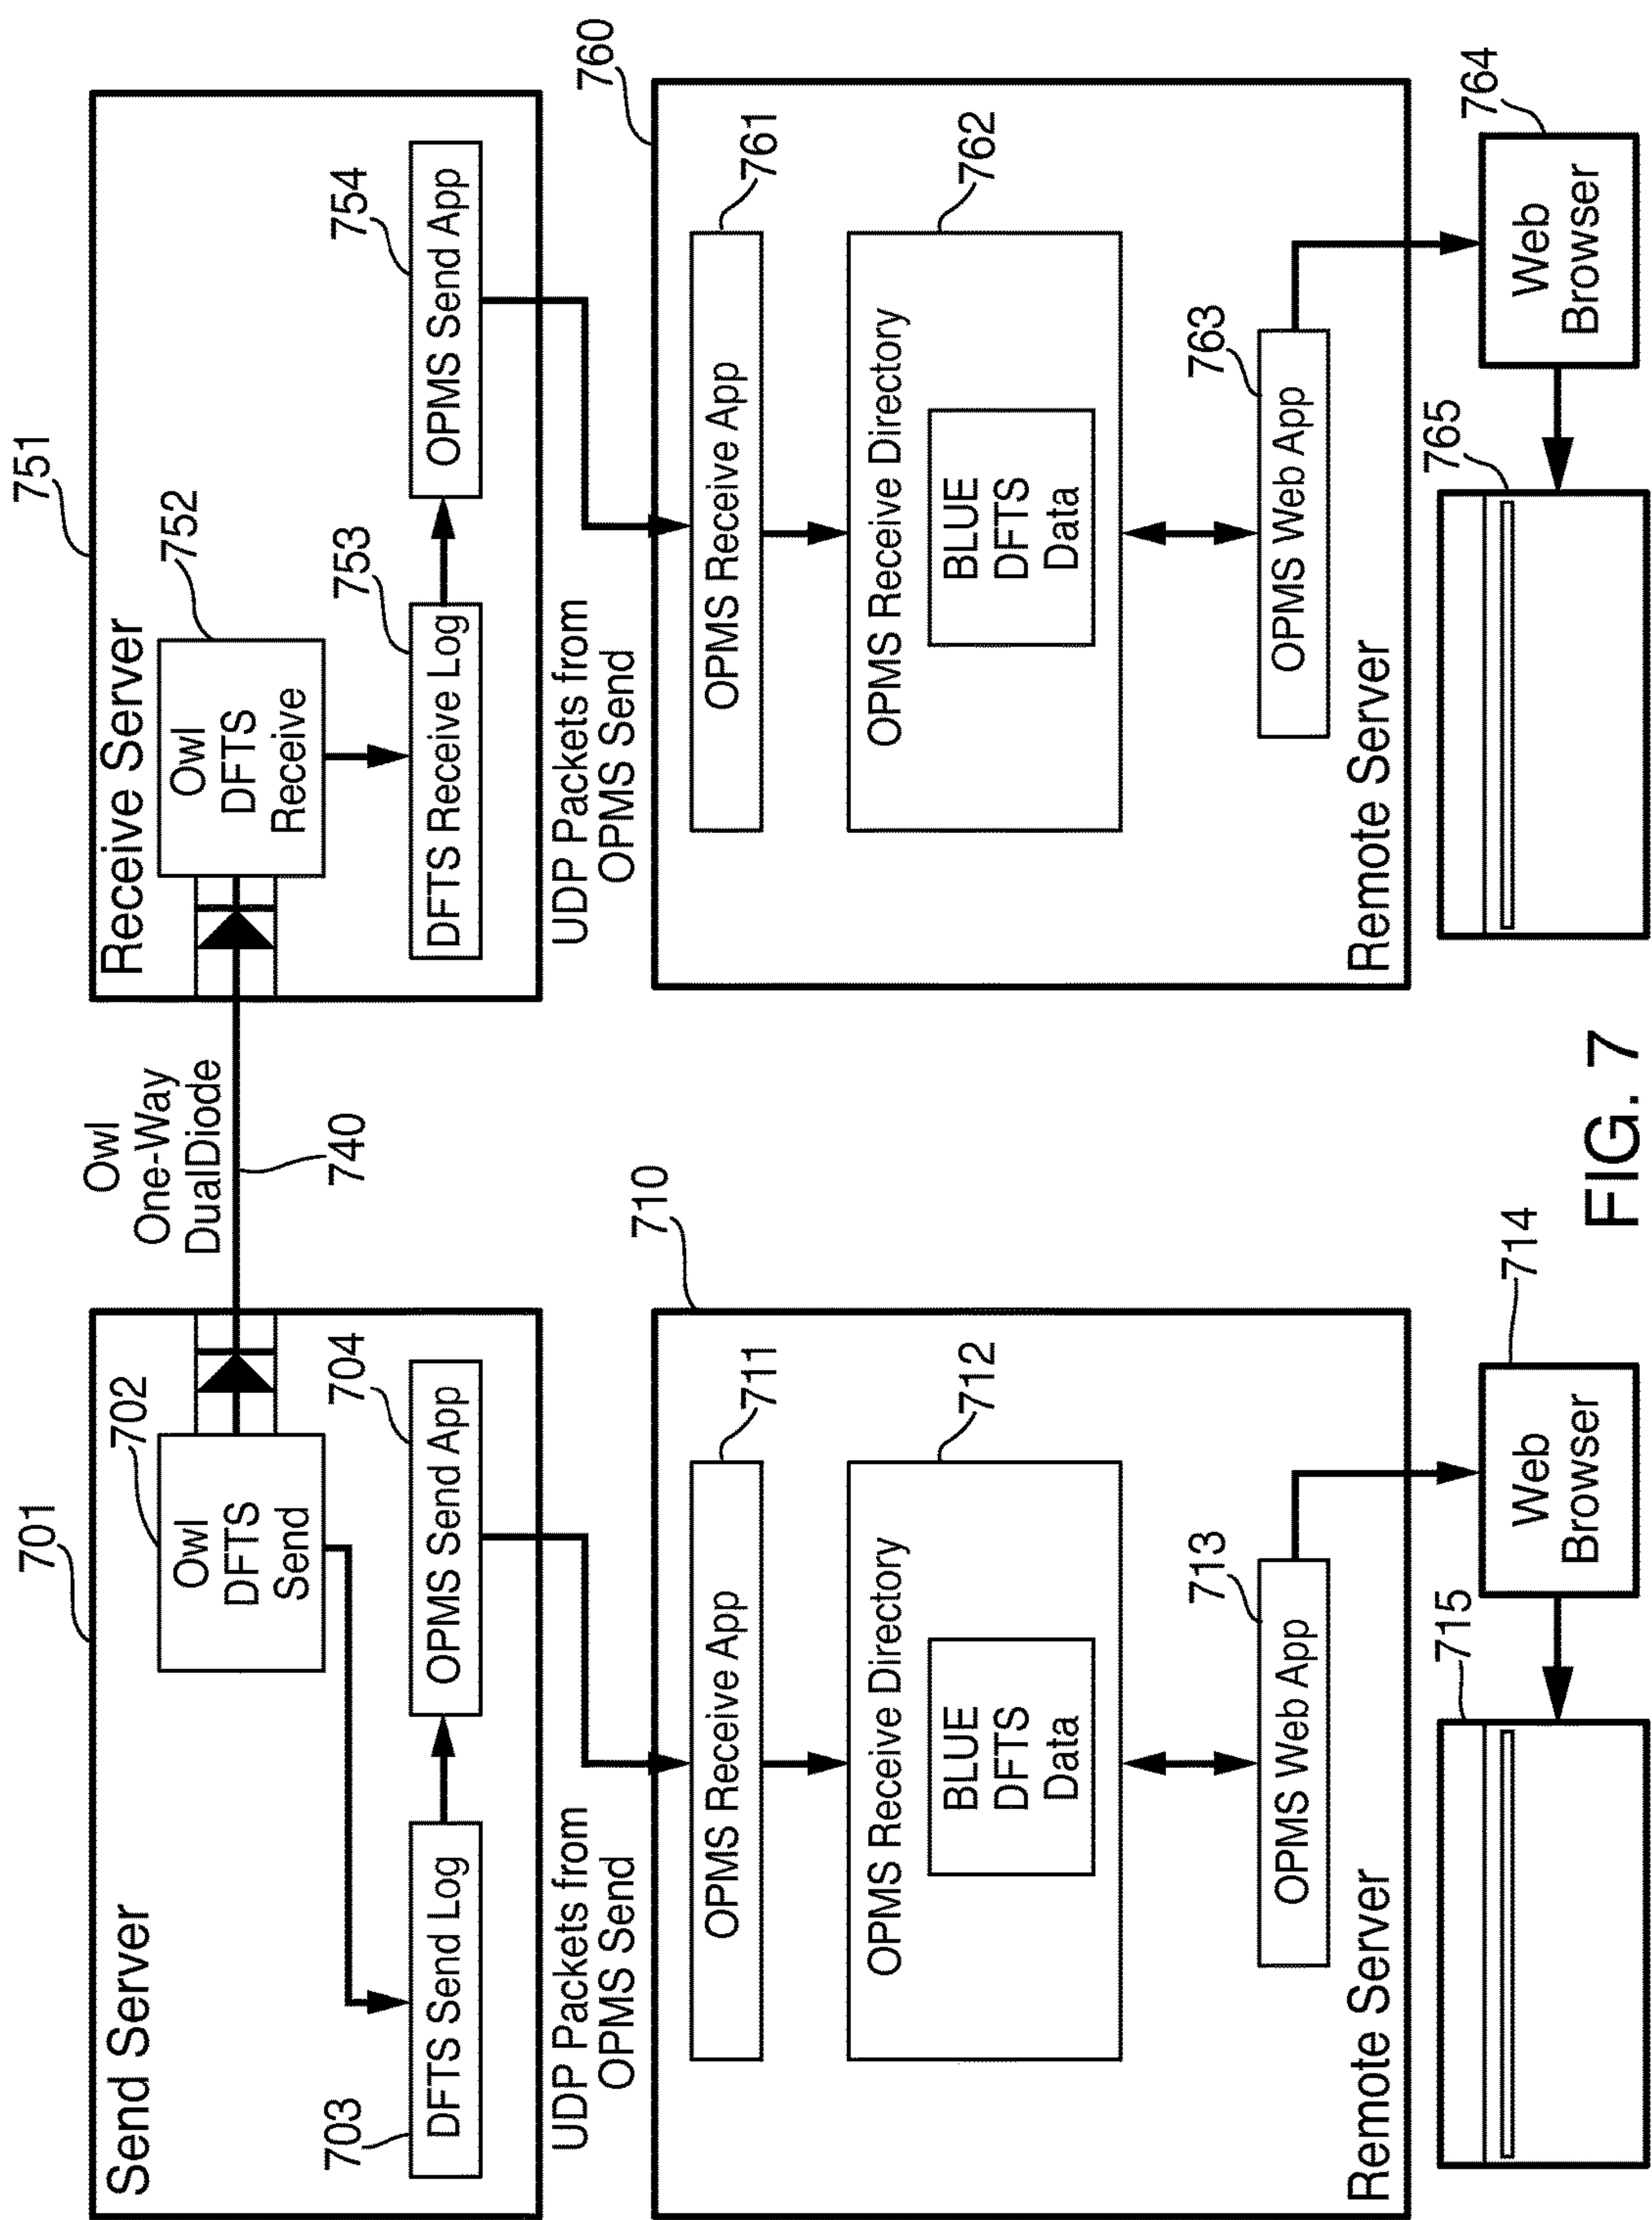 701
Send Server
702
Owl
DFTS
Send
703
DFTS Send Log
704
OPMS Send App
Owl
One-Way
DualDiode
740
751
Receive Server
752
Owl
DFTS
Receive
753
DFTS Receive Log
754
OPMS Send App
UDP Packets from
OPMS Send
710
711
OPMS Receive App
712
OPMS Receive Directory
BLUE
DFTS
Data
713
OPMS Web App
Remote Server
714
Web
Browser
715
UDP Packets from
OPMS Send
760
761
OPMS Receive App
762
OPMS Receive Directory
BLUE
DFTS
Data
763
OPMS Web App
Remote Server
764
Web
Browser
765
FIG. 7